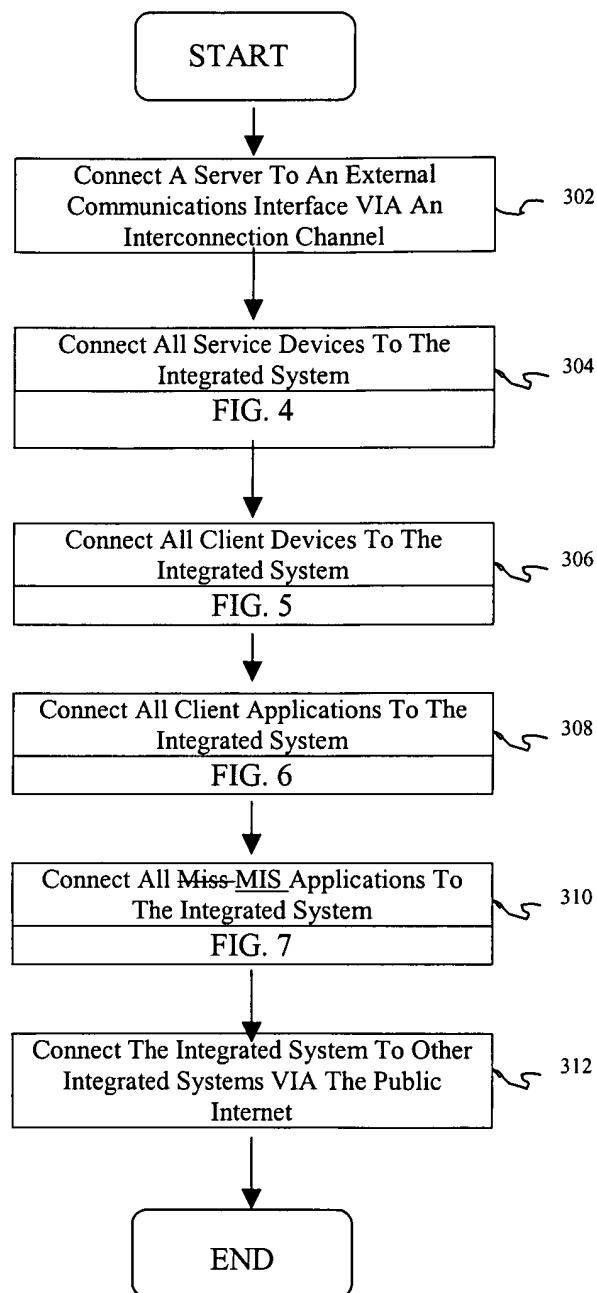 START
Connect A Server To An External
Communications Interface VIA An
Interconnection Channel
302
Connect All Service Devices To The
Integrated System
304
FIG. 4
Connect All Client Devices To The
Integrated System
306
FIG. 5
Connect All Client Applications To The
Integrated System
308
FIG. 6
Connect All Miss MIS Applications To
The Integrated System
310
FIG. 7
Connect The Integrated System To Other
Integrated Systems VIA The Public
Internet
312
END